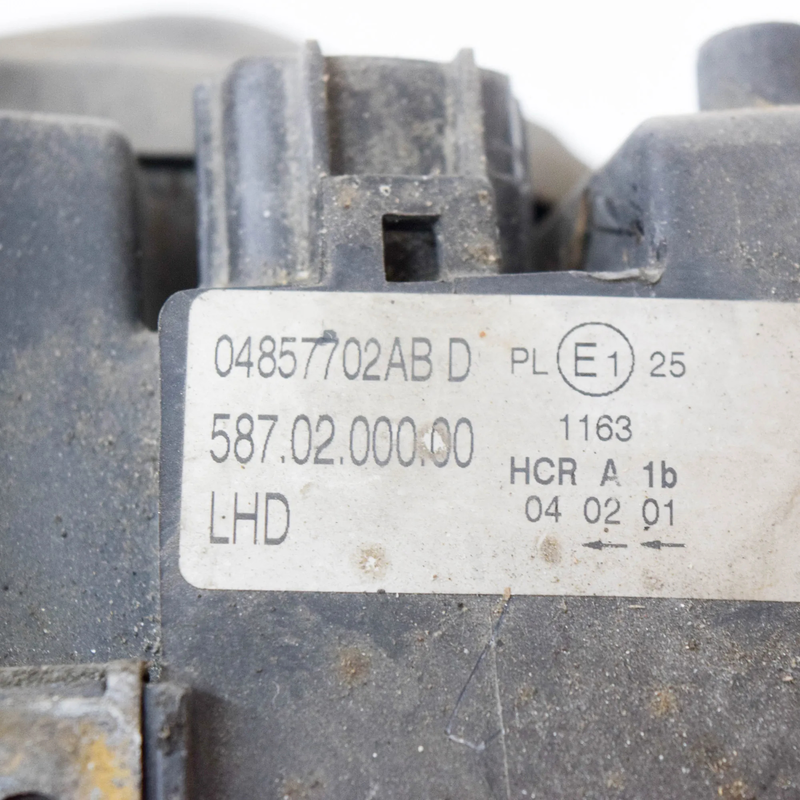 04857702AB D
587.02.000.00
LHD
PL E1 25
1163
HCR A 1b
04 02 01
← ←